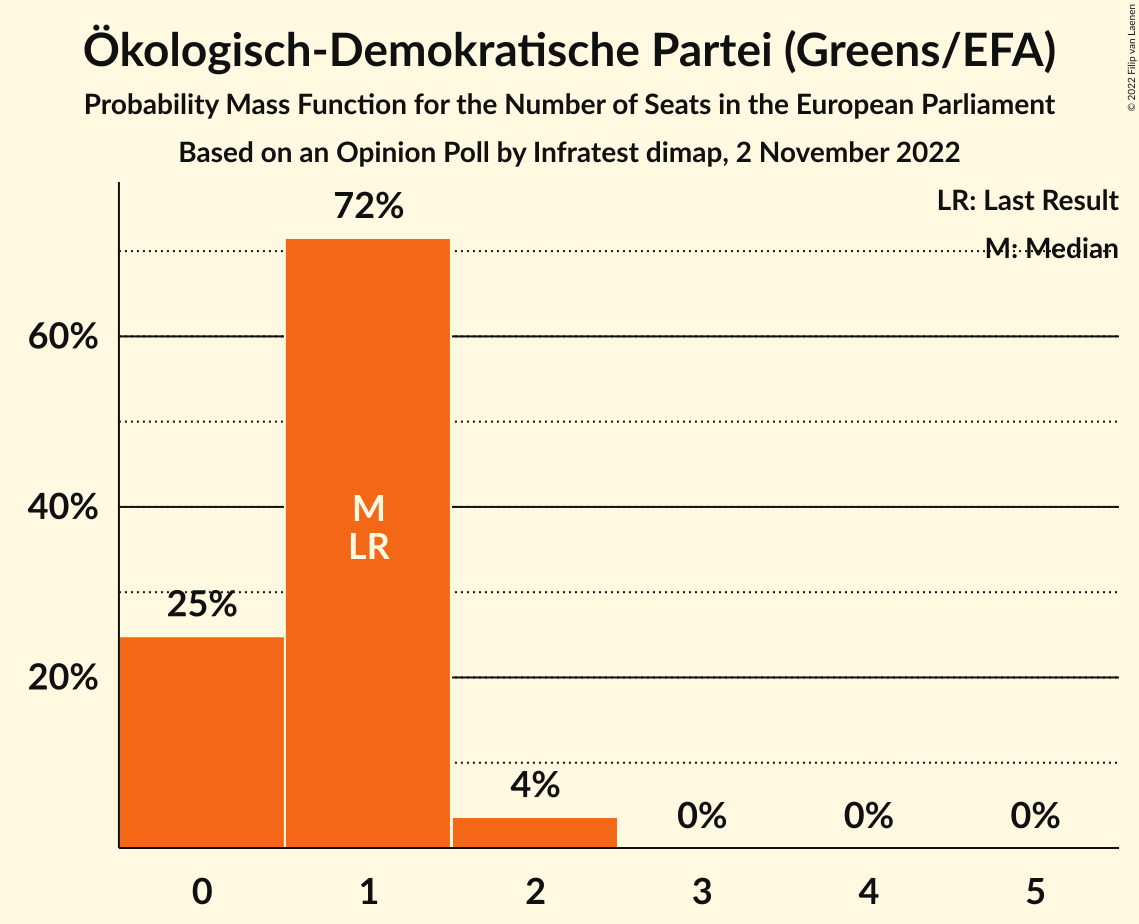 Ökologisch-Demokratische Partei (Greens/EFA)
Probability Mass Function for the Number of Seats in the European Parliament
Based on an Opinion Poll by Infratest dimap, 2 November 2022
© 2022 Filip van Laenen
LR: Last Result
M: Median
72%
60%
40%
20%
M
LR
25%
4%
0%
0%
0%
0
1
2
3
4
5